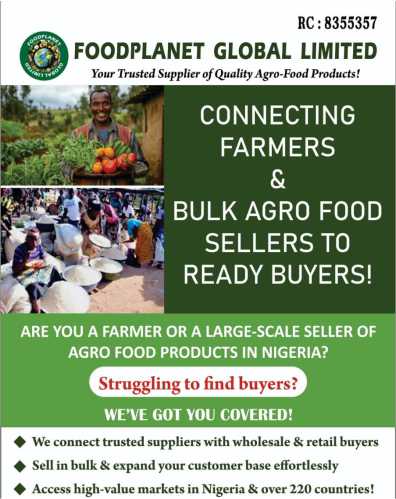 RC : 8355357
FOODPLANET GLOBAL LIMITED
Your Trusted Supplier of Quality Agro-Food Products!
FOODPLANET
GLOBAL LIMITED
CONNECTING
FARMERS
&
BULK AGRO FOOD
SELLERS TO
READY BUYERS!
ARE YOU A FARMER OR A LARGE-SCALE SELLER OF
AGRO FOOD PRODUCTS IN NIGERIA?
Struggling to find buyers?
WE'VE GOT YOU COVERED!
We connect trusted suppliers with wholesale & retail buyers
Sell in bulk & expand your customer base effortlessly
Access high-value markets in Nigeria & over 220 countries!